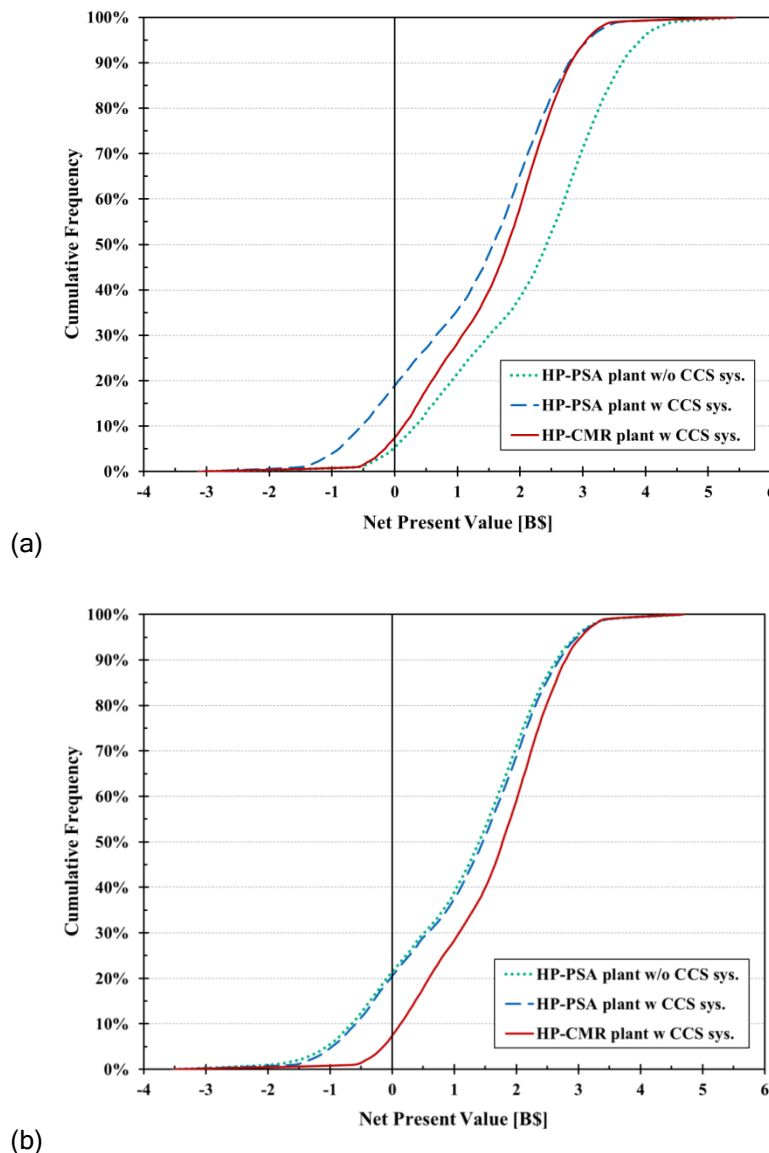 100%
90%
80%
70%
60%
50%
40%
30%
20%
10%
0%
Cumulative Frequency
HP-PSA plant w/o CCS sys.
HP-PSA plant w CCS sys.
HP-CMR plant w CCS sys.
-4 -3 -2 -1 0 1 2 3 4 5 6
Net Present Value [B$]
(a)
100%
90%
80%
70%
60%
50%
40%
30%
20%
10%
0%
Cumulative Frequency
HP-PSA plant w/o CCS sys.
HP-PSA plant w CCS sys.
HP-CMR plant w CCS sys.
-4 -3 -2 -1 0 1 2 3 4 5 6
Net Present Value [B$]
(b)